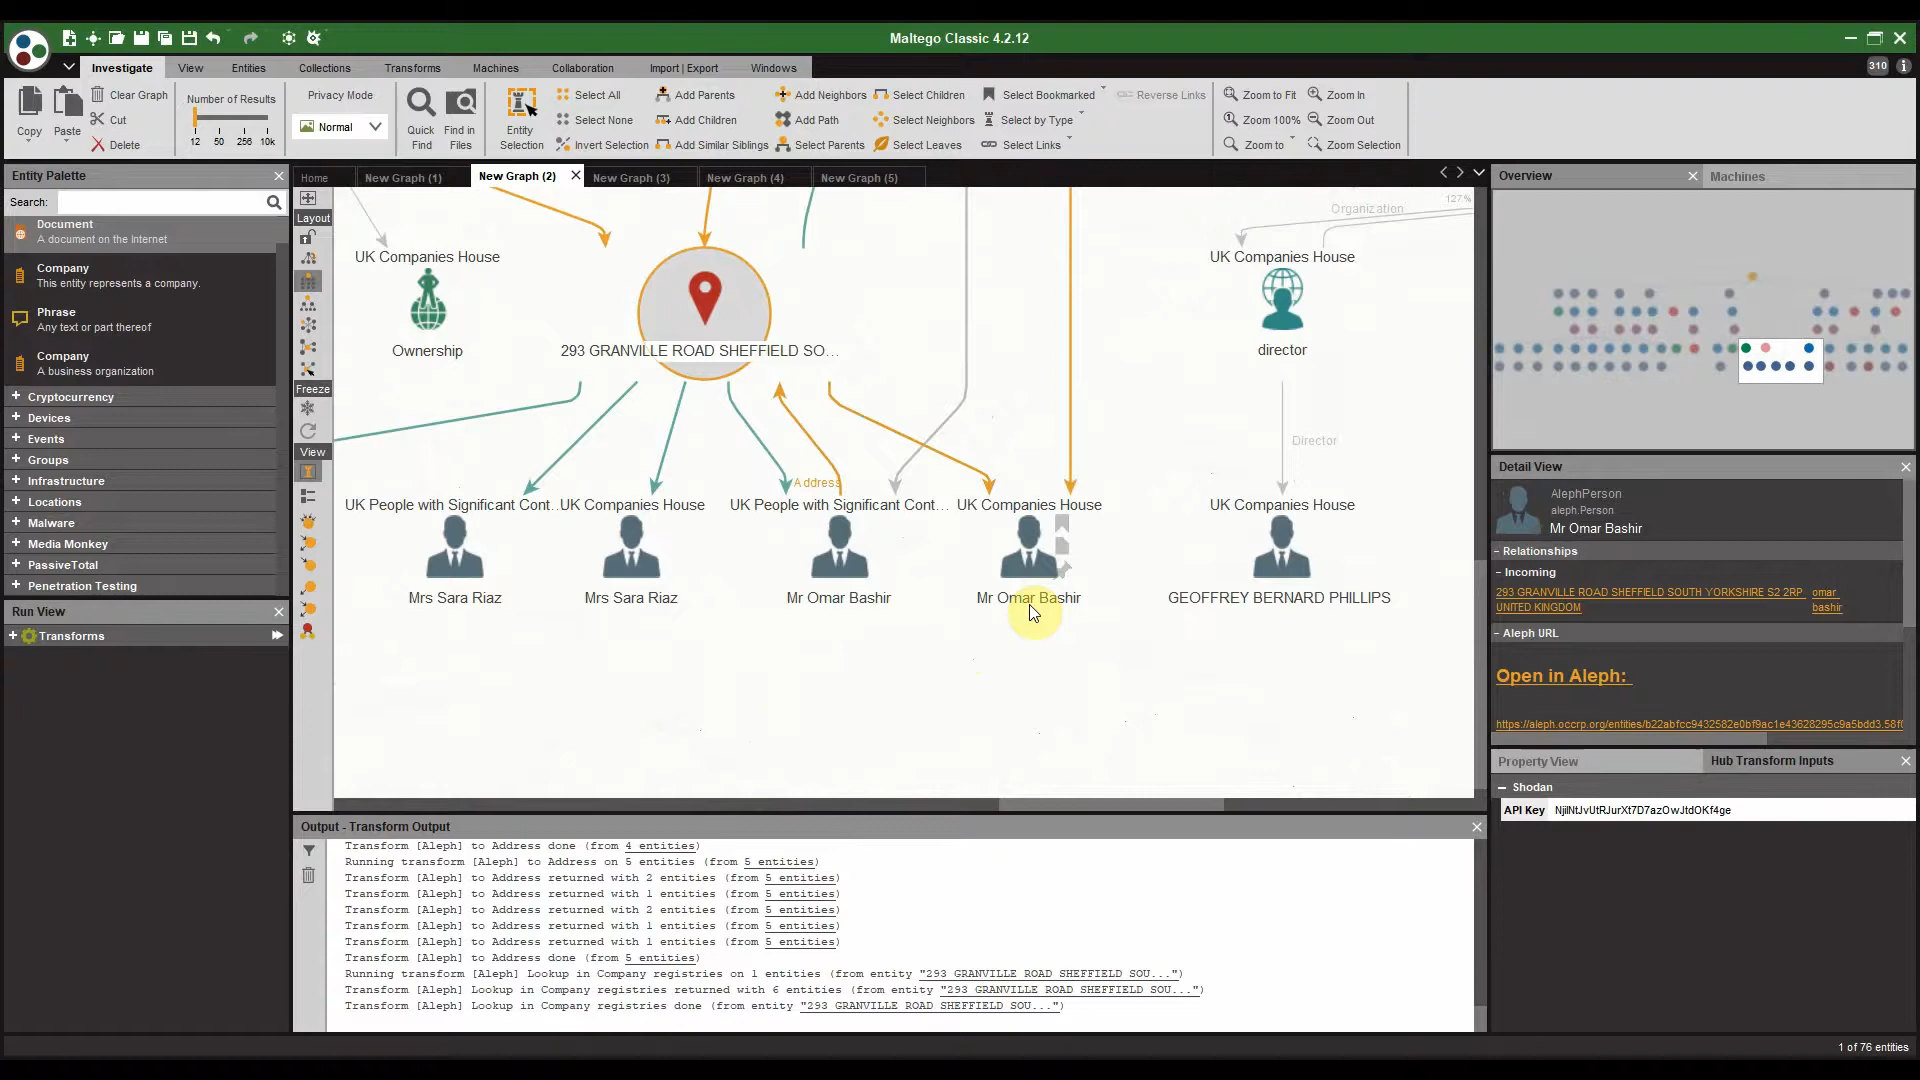 Maltego Classic 4.2.12
Investigate View Entities Collections Transforms Machines Collaboration Import | Export Windows
310
Copy Paste Clear Graph Cut Delete
Number of Results
12 50 256 10k
Privacy Mode
Normal
Quick Find
Find in Files
Entity Selection
Select All
Select None
Invert Selection
Add Parents
Add Children
Add Similar Siblings
Add Neighbors
Add Path
Select Parents
Select Children
Select Neighbors
Select Leaves
Select Bookmarked
Select by Type
Select Links
Reverse Links
Zoom to Fit
Zoom 100%
Zoom to
Zoom In
Zoom Out
Zoom Selection
Entity Palette
Search:
Document
A document on the Internet
Company
This entity represents a company.
Phrase
Any text or part thereof
Company
A business organization
Cryptocurrency
Devices
Events
Groups
Infrastructure
Locations
Malware
Media Monkey
PassiveTotal
Penetration Testing
Run View
Transforms
Home New Graph (1) New Graph (2) New Graph (3) New Graph (4) New Graph (5)
Layout
Freeze
View
127%
Organization
UK Companies House
Ownership
293 GRANVILLE ROAD SHEFFIELD SO...
UK Companies House
director
Director
Address
UK People with Significant Cont...
Mrs Sara Riaz
UK Companies House
Mrs Sara Riaz
UK People with Significant Cont...
Mr Omar Bashir
UK Companies House
Mr Omar Bashir
UK Companies House
GEOFFREY BERNARD PHILLIPS
Output - Transform Output
Transform [Aleph] to Address done (from 4 entities)
Running transform [Aleph] to Address on 5 entities (from 5 entities)
Transform [Aleph] to Address returned with 2 entities (from 5 entities)
Transform [Aleph] to Address returned with 1 entities (from 5 entities)
Transform [Aleph] to Address returned with 2 entities (from 5 entities)
Transform [Aleph] to Address returned with 1 entities (from 5 entities)
Transform [Aleph] to Address returned with 1 entities (from 5 entities)
Transform [Aleph] to Address done (from 5 entities)
Running transform [Aleph] Lookup in Company registries on 1 entities (from entity "293 GRANVILLE ROAD SHEFFIELD SOU...")
Transform [Aleph] Lookup in Company registries returned with 6 entities (from entity "293 GRANVILLE ROAD SHEFFIELD SOU...")
Transform [Aleph] Lookup in Company registries done (from entity "293 GRANVILLE ROAD SHEFFIELD SOU...")
Overview Machines
Detail View
AlephPerson
aleph.Person
Mr Omar Bashir
Relationships
Incoming
293 GRANVILLE ROAD SHEFFIELD SOUTH YORKSHIRE S2 2RP omar
UNITED KINGDOM bashir
Aleph URL
Open in Aleph:
Property View Hub Transform Inputs
Shodan
API Key
1 of 76 entities